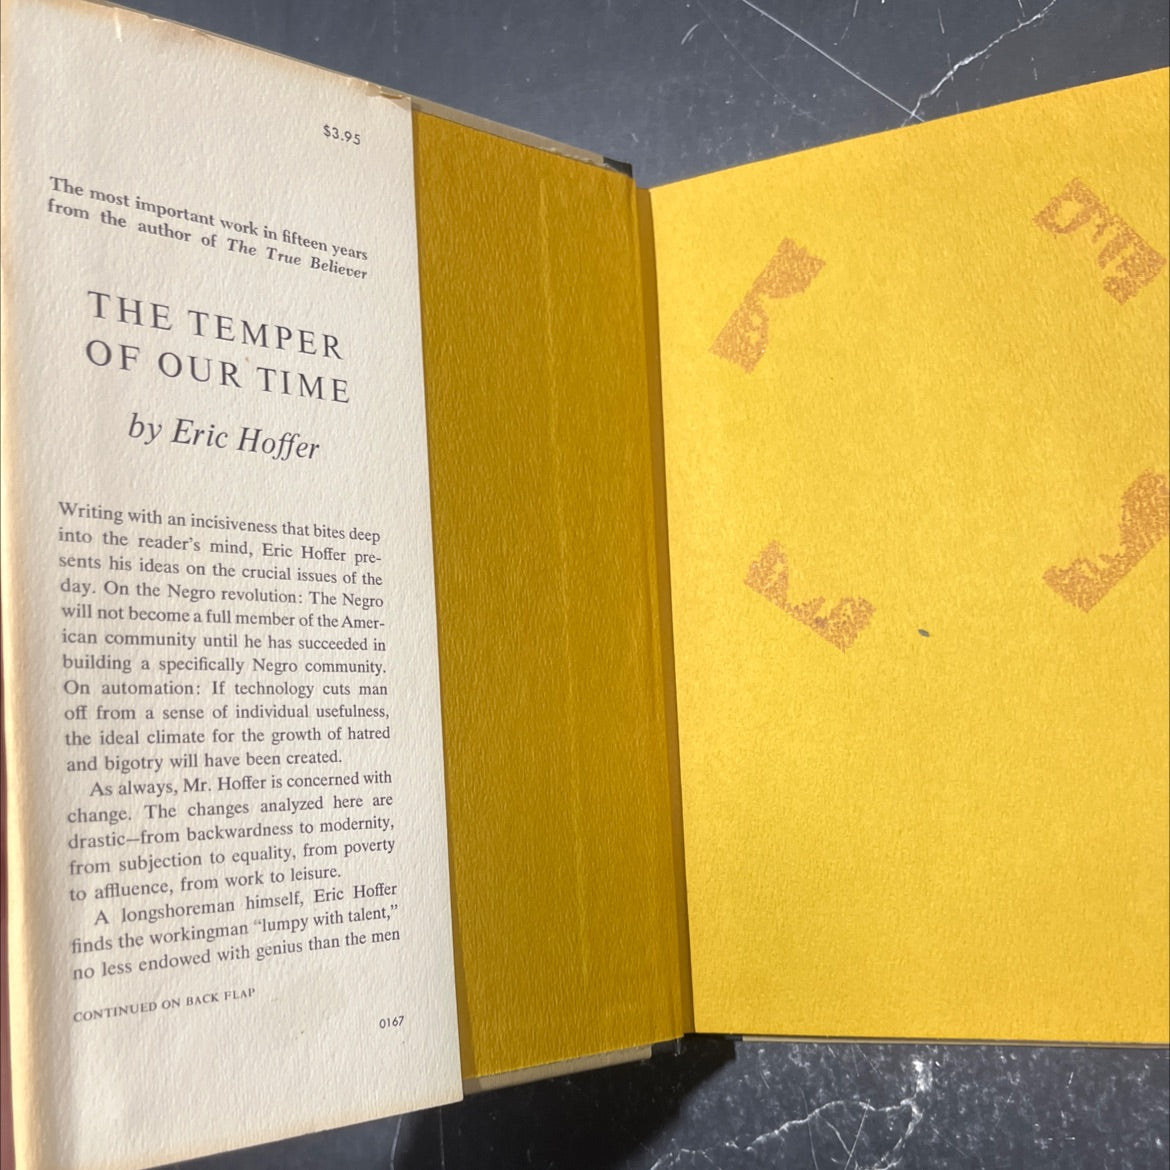 $3.95
The most important work in fifteen years
from the author of The True Believer
THE TEMPER
OF OUR TIME
by Eric Hoffer
Writing with an incisiveness that bites deep
into the reader's mind, Eric Hoffer pre-
sents his ideas on the crucial issues of the
day. On the Negro revolution: The Negro
will not become a full member of the Amer-
ican community until he has succeeded in
building a specifically Negro community.
On automation: If technology cuts man
off from a sense of individual usefulness,
the ideal climate for the growth of hatred
and bigotry will have been created.
As always, Mr. Hoffer is concerned with
change. The changes analyzed here are
drastic—from backwardness to modernity,
from subjection to equality, from poverty
to affluence, from work to leisure.
A longshoreman himself, Eric Hoffer
finds the workingman “lumpy with talent,”
no less endowed with genius than the men
CONTINUED ON BACK FLAP
0167